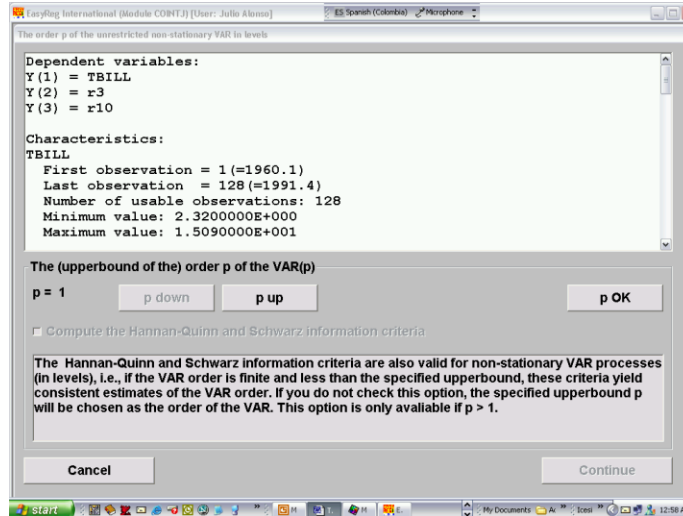 EasyReg International (Module COINTJ) [User: Julio Alonso]
ES Spanish (Colombia) Microphone
The order p of the unrestricted non-stationary VAR in levels
Dependent variables:
Y(1) = TBILL
Y(2) = r3
Y(3) = r10
Characteristics:
TBILL
First observation = 1(=1960.1)
Last observation = 128(=1991.4)
Number of usable observations: 128
Minimum value: 2.3200000E+000
Maximum value: 1.5090000E+001
The (upperbound of the) order p of the VAR(p)
p = 1
p down
p up
p OK
Compute the Hannan-Quinn and Schwarz information criteria
The Hannan-Quinn and Schwarz information criteria are also valid for non-stationary VAR processes
(in levels), i.e., if the VAR order is finite and less than the specified upperbound, these criteria yield
consistent estimates of the VAR order. If you do not check this option, the specified upperbound p
will be chosen as the order of the VAR. This option is only avaliable if p > 1.
Cancel
Continue
start
My Documents
Icesi
12:58